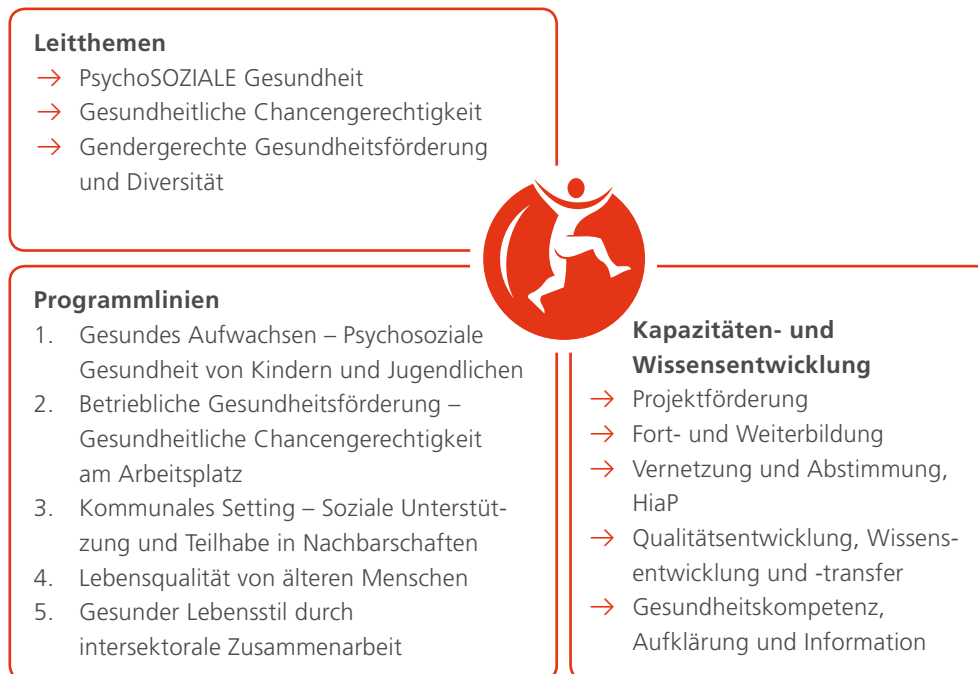 Leitthemen
→ PsychoSOZIALE Gesundheit
→ Gesundheitliche Chancengerechtigkeit
→ Gendergerechte Gesundheitsförderung
und Diversität
Programmlinien
1. Gesundes Aufwachsen – Psychosoziale
Gesundheit von Kindern und Jugendlichen
2. Betriebliche Gesundheitsförderung –
Gesundheitliche Chancengerechtigkeit
am Arbeitsplatz
3. Kommunales Setting – Soziale Unterstüt-
zung und Teilhabe in Nachbarschaften
4. Lebensqualität von älteren Menschen
5. Gesunder Lebensstil durch
intersektorale Zusammenarbeit
Kapazitäten- und
Wissensentwicklung
→ Projektförderung
→ Fort- und Weiterbildung
→ Vernetzung und Abstimmung,
HiaP
→ Qualitätsentwicklung, Wissens-
entwicklung und -transfer
→ Gesundheitskompetenz,
Aufklärung und Information